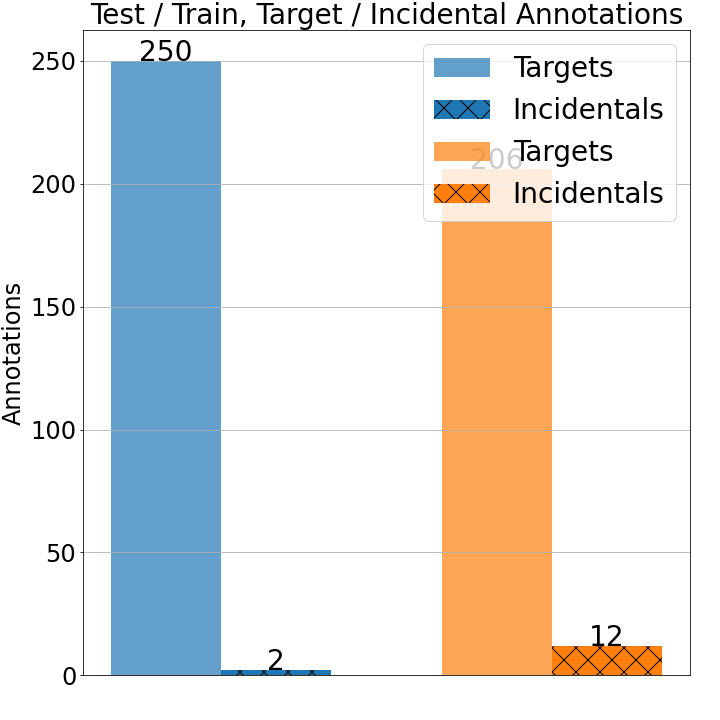 Test / Train, Target / Incidental Annotations
Annotations
250
200
150
100
50
0
250
2
206
12
Targets
Incidentals
Targets
Incidentals